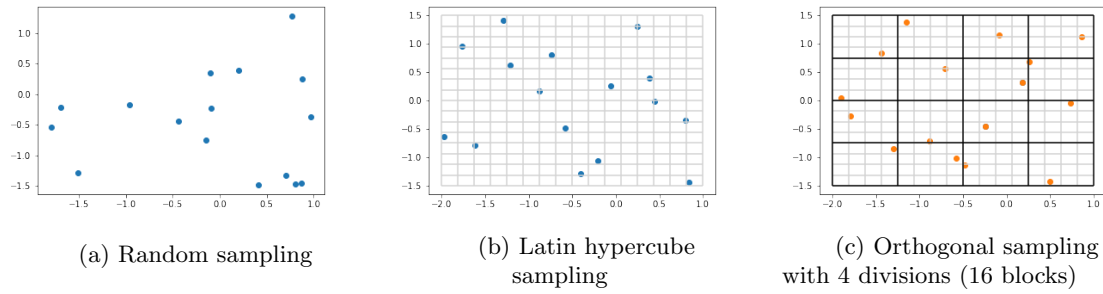 1.0
0.5
0.0
−0.5
−1.0
−1.5
−1.5 −1.0 −0.5 0.0 0.5 1.0
(a) Random sampling
1.5
1.0
0.5
0.0
−0.5
−1.0
−1.5
−2.0 −1.5 −1.0 −0.5 0.0 0.5 1.0
(b) Latin hypercube
sampling
1.5
1.0
0.5
0.0
−0.5
−1.0
−1.5
−2.0 −1.5 −1.0 −0.5 0.0 0.5 1.0
(c) Orthogonal sampling
with 4 divisions (16 blocks)